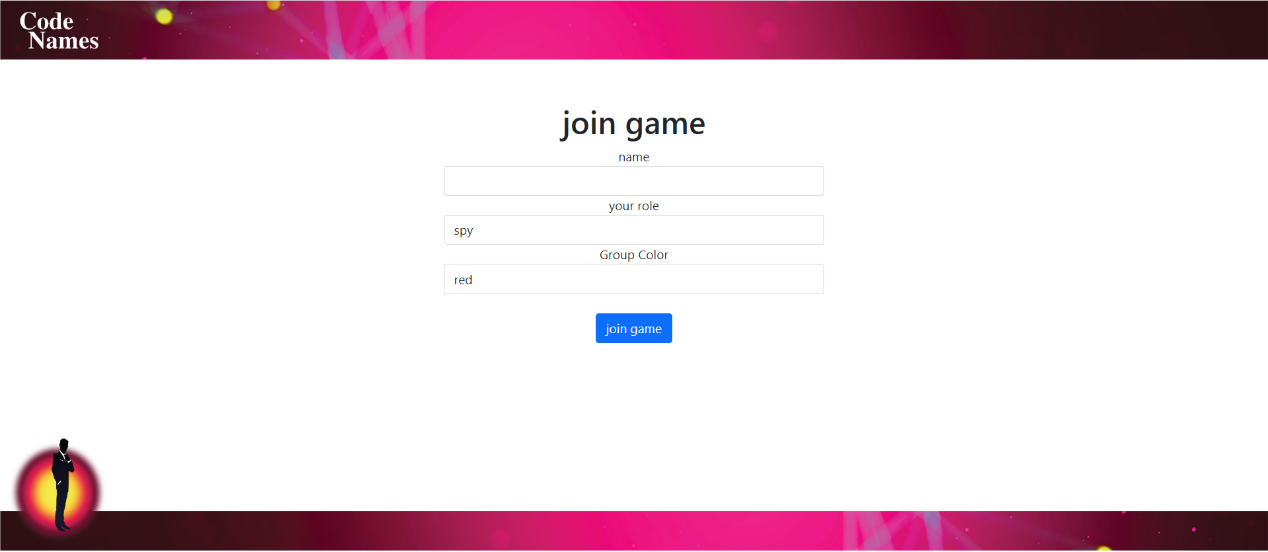 Code
Names
join game
name
your role
spy
Group Color
red
join game